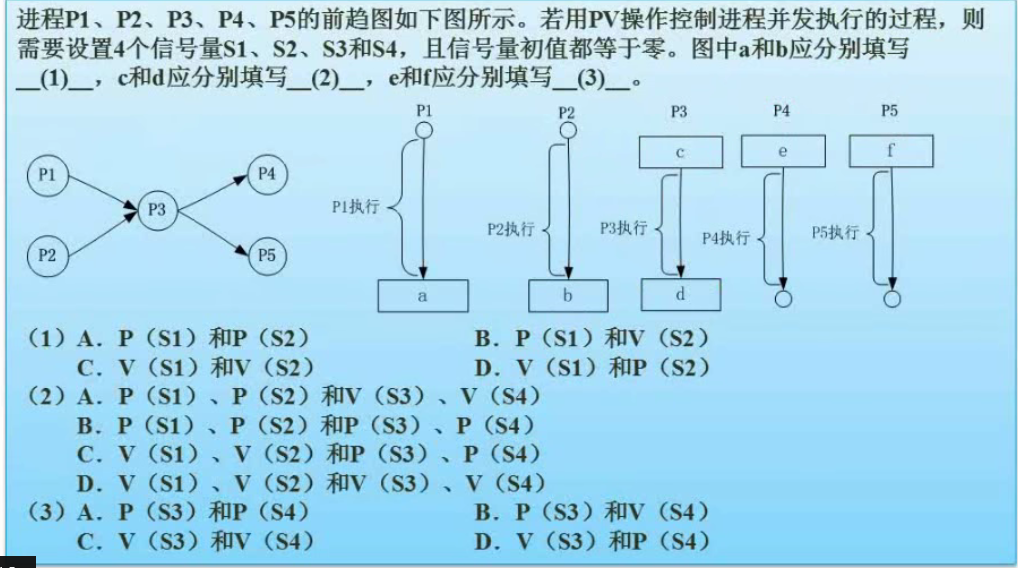 进程P1、P2、P3、P4、P5的前趋图如下图所示。若用PV操作控制进程并发执行的过程，则
需要设置4个信号量S1、S2、S3和S4，且信号量初值都等于零。图中a和b应分别填写
__(1)__，c和d应分别填写__(2)__，e和f应分别填写__(3)__。
P1 P2 P3 P4 P5
c e f
P1 P4
P3
P1执行 P2执行 P3执行 P4执行 P5执行
P2 P5
a b d
（1）A．P（S1）和P（S2） B．P（S1）和V（S2）
C．V（S1）和V（S2） D．V（S1）和P（S2）
（2）A．P（S1）、P（S2）和V（S3）、V（S4）
B．P（S1）、P（S2）和P（S3）、P（S4）
C．V（S1）、V（S2）和P（S3）、P（S4）
D．V（S1）、V（S2）和V（S3）、V（S4）
（3）A．P（S3）和P（S4） B．P（S3）和V（S4）
C．V（S3）和V（S4） D．V（S3）和P（S4）